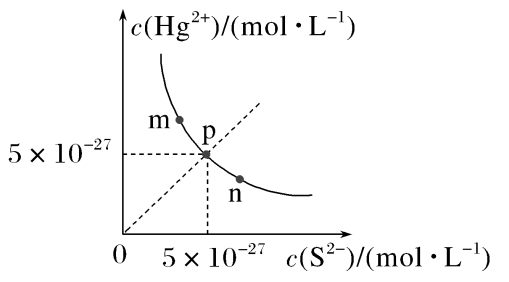 c(Hg²⁺)/(mol·L⁻¹)
m
p
5×10⁻²⁷
n
0 5×10⁻²⁷ c(S²⁻)/(mol·L⁻¹)